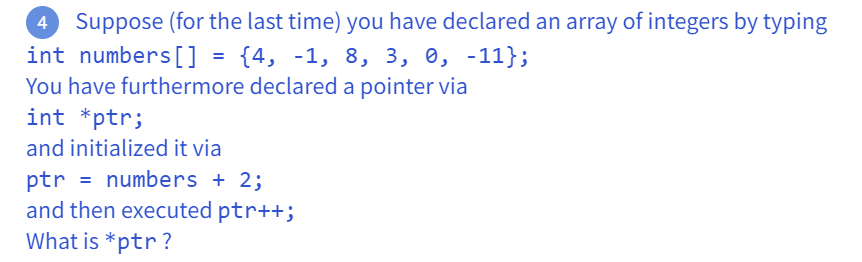 4 Suppose (for the last time) you have declared an array of integers by typing
int numbers[] = {4, -1, 8, 3, 0, -11};
You have furthermore declared a pointer via
int *ptr;
and initialized it via
ptr = numbers + 2;
and then executed ptr++;
What is *ptr ?